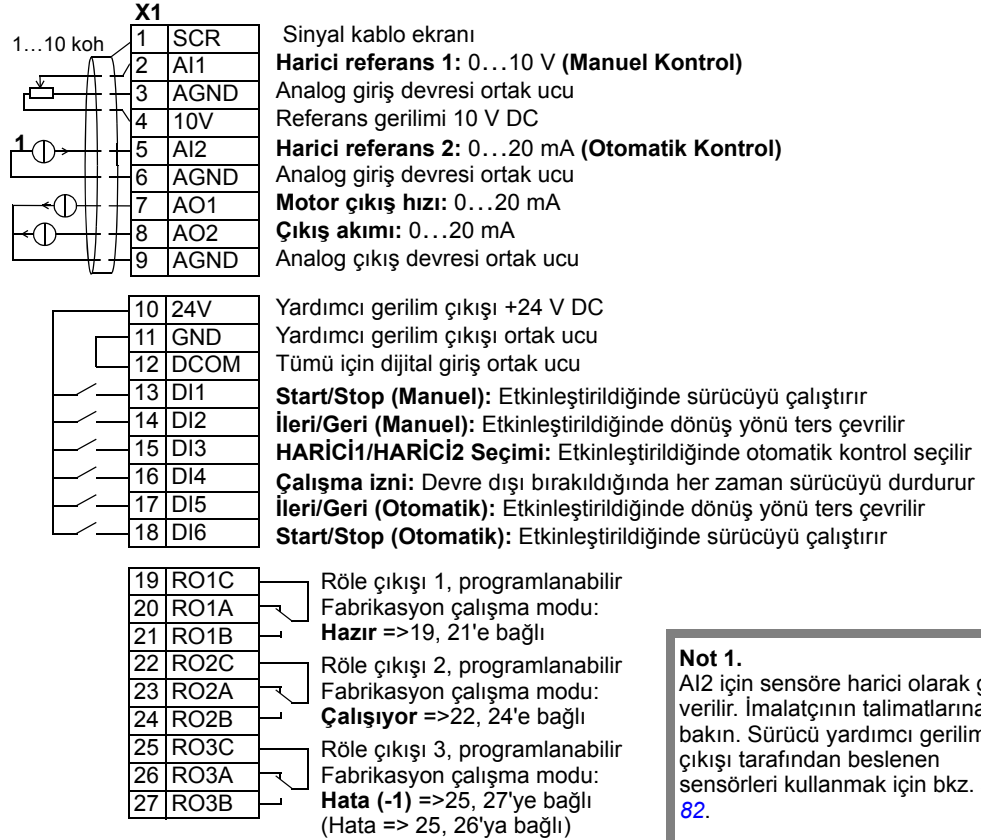 X1
1…10 koh
1 SCR Sinyal kablo ekranı
2 AI1 Harici referans 1: 0…10 V (Manuel Kontrol)
3 AGND Analog giriş devresi ortak ucu
4 10V Referans gerilimi 10 V DC
1
5 AI2 Harici referans 2: 0…20 mA (Otomatik Kontrol)
6 AGND Analog giriş devresi ortak ucu
7 AO1 Motor çıkış hızı: 0…20 mA
8 AO2 Çıkış akımı: 0…20 mA
9 AGND Analog çıkış devresi ortak ucu
10 24V Yardımcı gerilim çıkışı +24 V DC
11 GND Yardımcı gerilim çıkışı ortak ucu
12 DCOM Tümü için dijital giriş ortak ucu
13 DI1 Start/Stop (Manuel): Etkinleştirildiğinde sürücüyü çalıştırır
14 DI2 İleri/Geri (Manuel): Etkinleştirildiğinde dönüş yönü ters çevrilir
15 DI3 HARİCİ1/HARİCİ2 Seçimi: Etkinleştirildiğinde otomatik kontrol seçilir
16 DI4 Çalışma izni: Devre dışı bırakıldığında her zaman sürücüyü durdurur
17 DI5 İleri/Geri (Otomatik): Etkinleştirildiğinde dönüş yönü ters çevrilir
18 DI6 Start/Stop (Otomatik): Etkinleştirildiğinde sürücüyü çalıştırır
19 RO1C Röle çıkışı 1, programlanabilir
20 RO1A Fabrikasyon çalışma modu:
21 RO1B Hazır =>19, 21'e bağlı
22 RO2C Röle çıkışı 2, programlanabilir
23 RO2A Fabrikasyon çalışma modu:
24 RO2B Çalışıyor =>22, 24'e bağlı
25 RO3C Röle çıkışı 3, programlanabilir
26 RO3A Fabrikasyon çalışma modu:
27 RO3B Hata (-1) =>25, 27'ye bağlı
(Hata => 25, 26'ya bağlı)
Not 1.
AI2 için sensöre harici olarak
verilir. İmalatçının talimatlarına
bakın. Sürücü yardımcı gerilim
çıkışı tarafından beslenen
sensörleri kullanmak için bkz.
82.